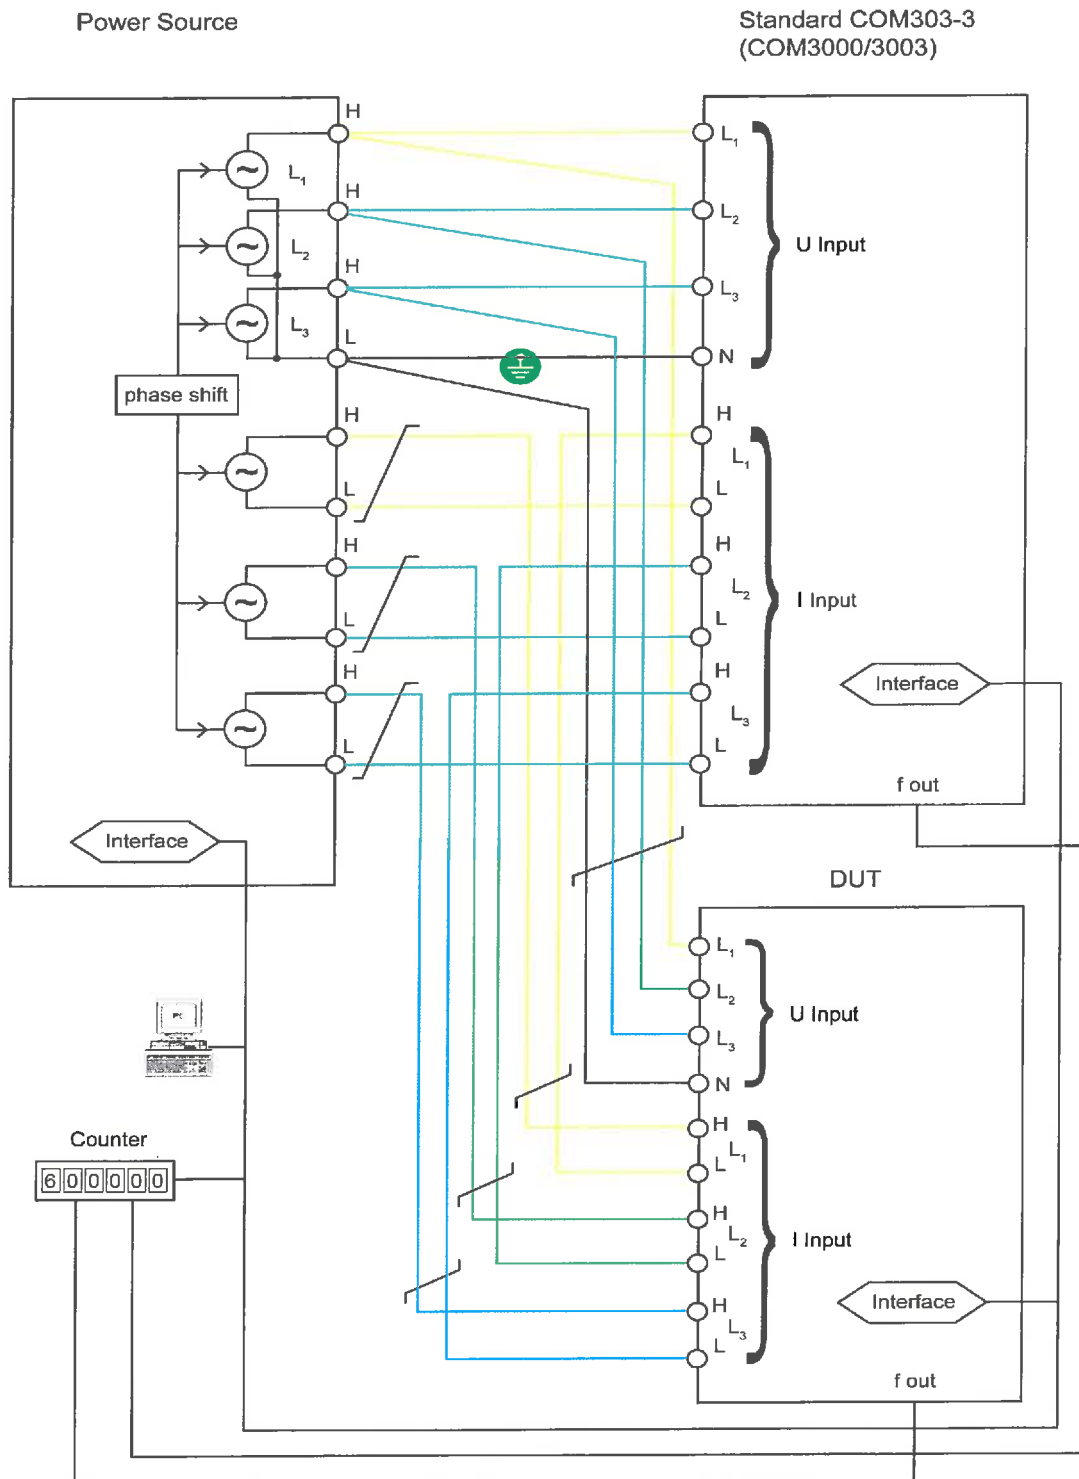 Power Source
Standard COM303-3
(COM3000/3003)
H
L1
H
L2
H
L3
L
phase shift
H
L
H
L
H
L
Interface
L1
L2
U Input
L3
N
H
L1
L
H
L2
I Input
L
H
L3
L
Interface
f out
DUT
L1
L2
U Input
L3
N
H
L1
L
H
L2
I Input
L
H
L3
L
Interface
f out
PC
Counter
600000